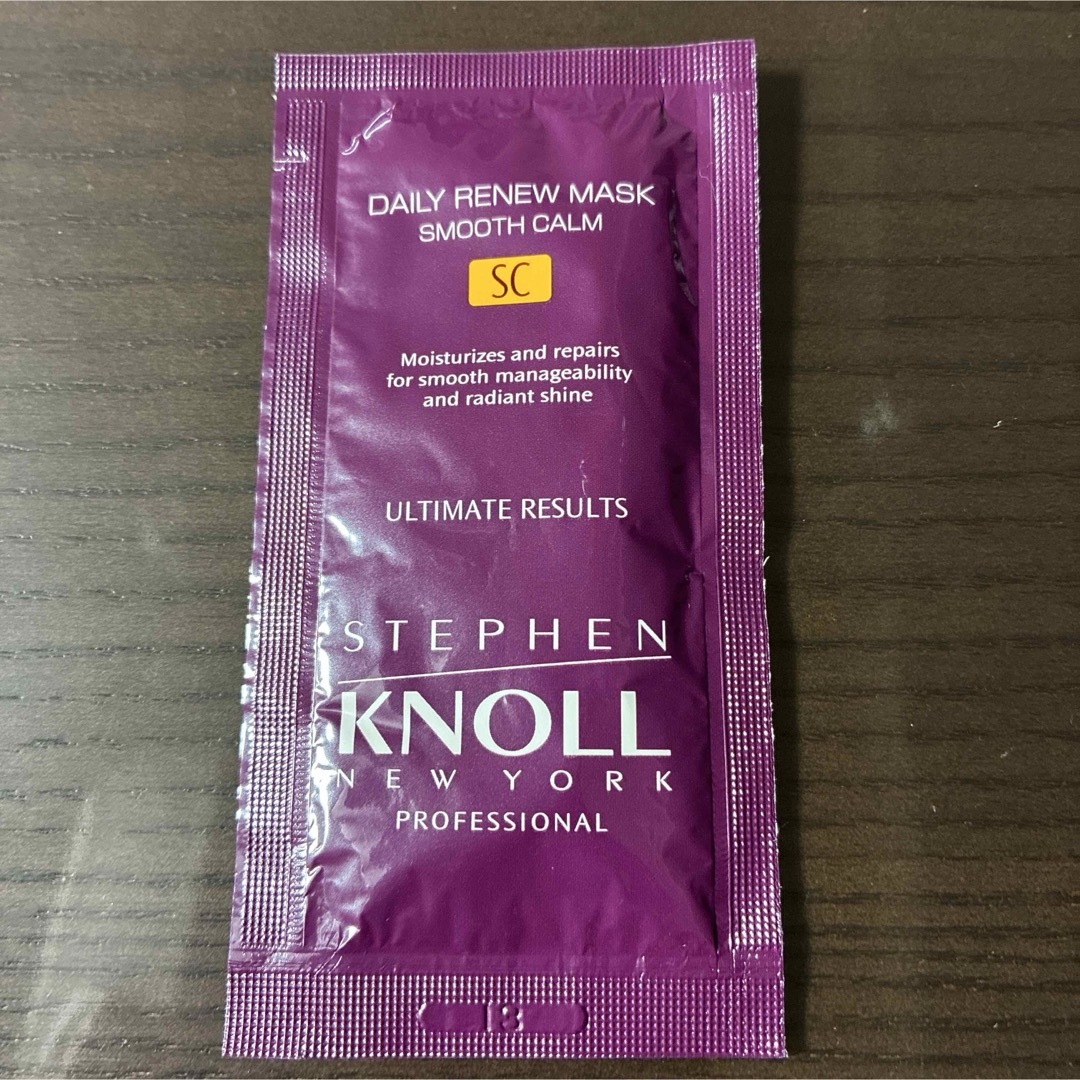 DAILY RENEW MASK
SMOOTH CALM
SC
Moisturizes and repairs
for smooth manageability
and radiant shine
ULTIMATE RESULTS
STEPHEN
KNOLL
NEW YORK
PROFESSIONAL